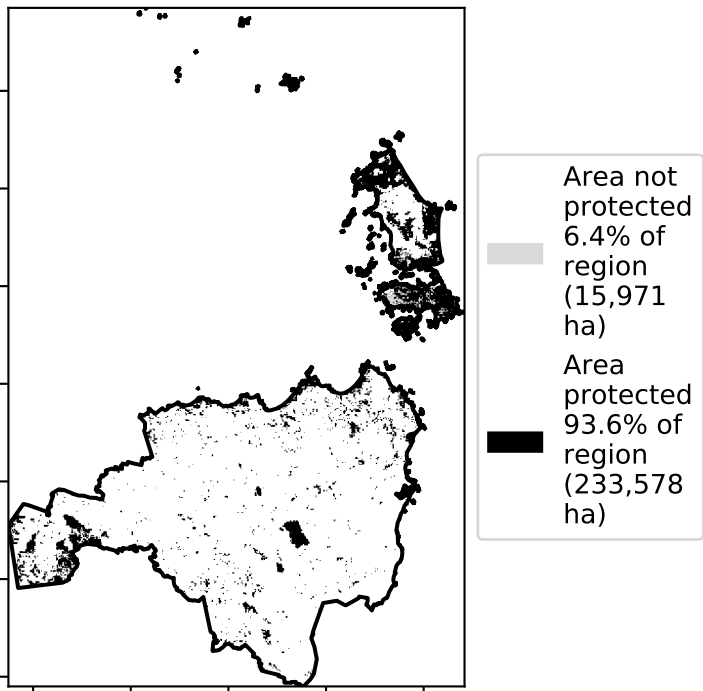 Area not
protected
6.4% of
region
(15,971
ha)
Area
protected
93.6% of
region
(233,578
ha)